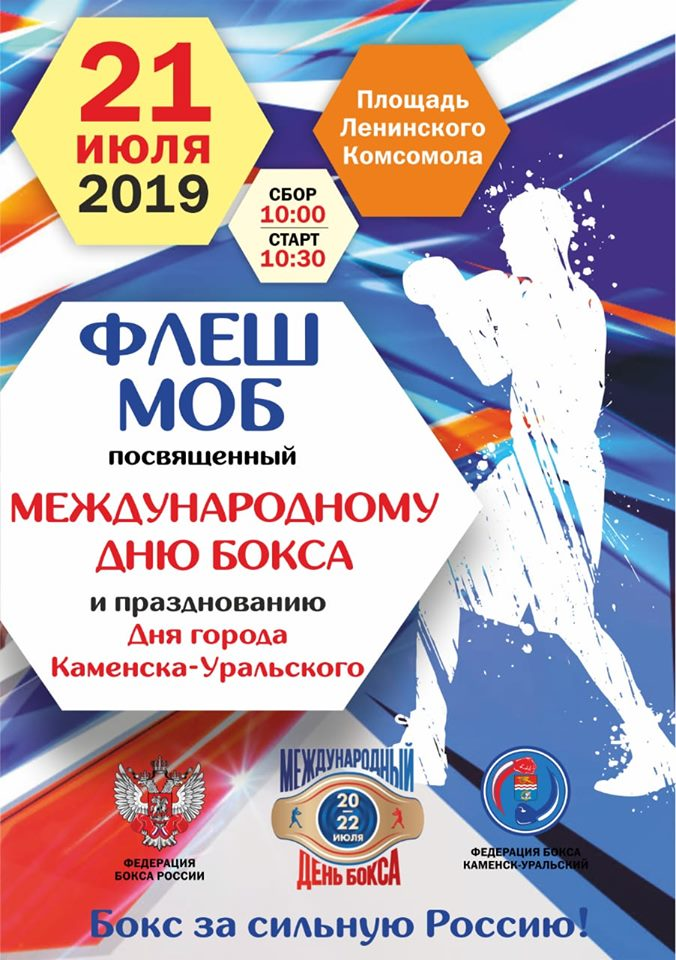 21
ИЮЛЯ
2019
Площадь
Ленинского
Комсомола
СБОР
10:00
СТАРТ
10:30
ФЛЕШ
МОБ
посвященный
МЕЖДУНАРОДНОМУ
ДНЮ БОКСА
и празднованию
Дня города
Каменска-Уральского
ФЕДЕРАЦИЯ
БОКСА РОССИИ
МЕЖДУНАРОДНЫЙ
20
22
ИЮЛЯ
ДЕНЬ БОКСА
ФЕДЕРАЦИЯ БОКСА
КАМЕНСК-УРАЛЬСКИЙ
Бокс за сильную Россию!